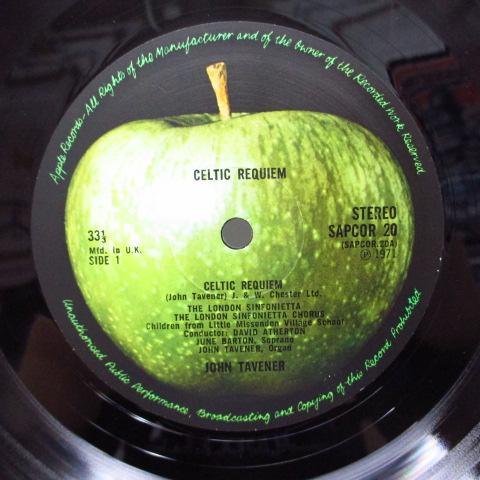 Apple Records-All Rights of the Manufacturer and of the Owner of the Recorded Work Reserved
CELTIC REQUIEM
33⅓
Mfd. in U.K.
SIDE 1
STEREO
SAPCOR 20
(SAPCOR.20A)
Ⓟ 1971
CELTIC REQUIEM
(John Tavener) J. & W. Chester Ltd.
THE LONDON SINFONIETTA
THE LONDON SINFONIETTA CHORUS
Children from Little Missenden Village School
Conductor: DAVID ATHERTON
JUNE BARTON, Soprano
JOHN TAVENER, Organ
JOHN TAVENER
Unauthorised Public Performance, Broadcasting and Copying of this Record Prohibited